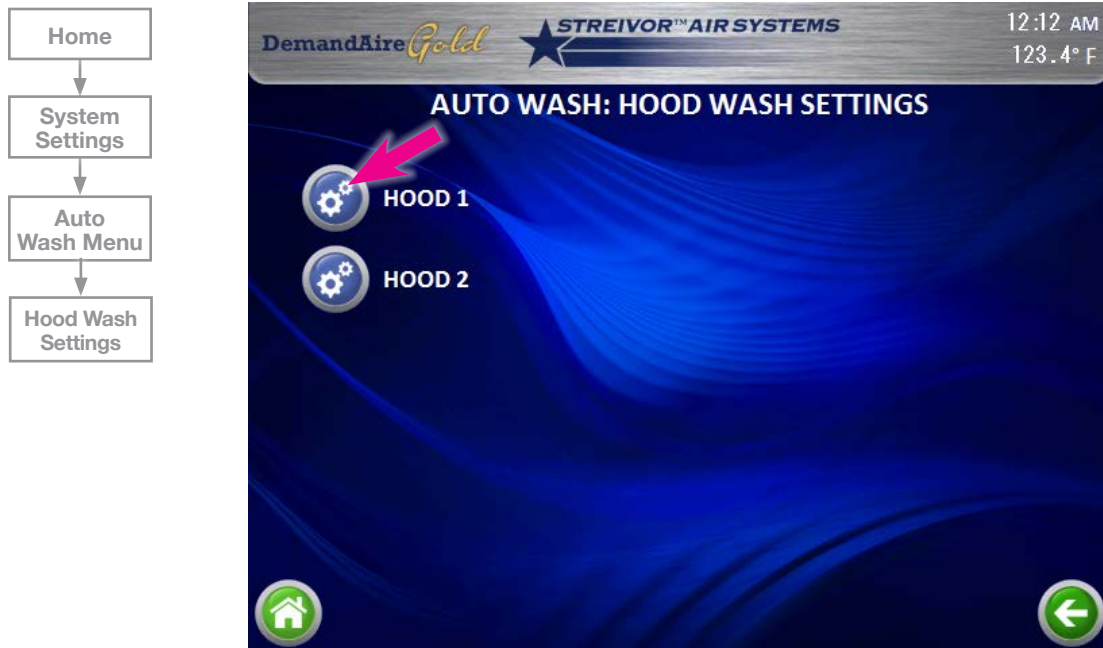 Home
System
Settings
Auto
Wash Menu
Hood Wash
Settings
DemandAire Gold
STREIVOR™ AIR SYSTEMS
12:12 AM
123.4° F
AUTO WASH: HOOD WASH SETTINGS
HOOD 1
HOOD 2